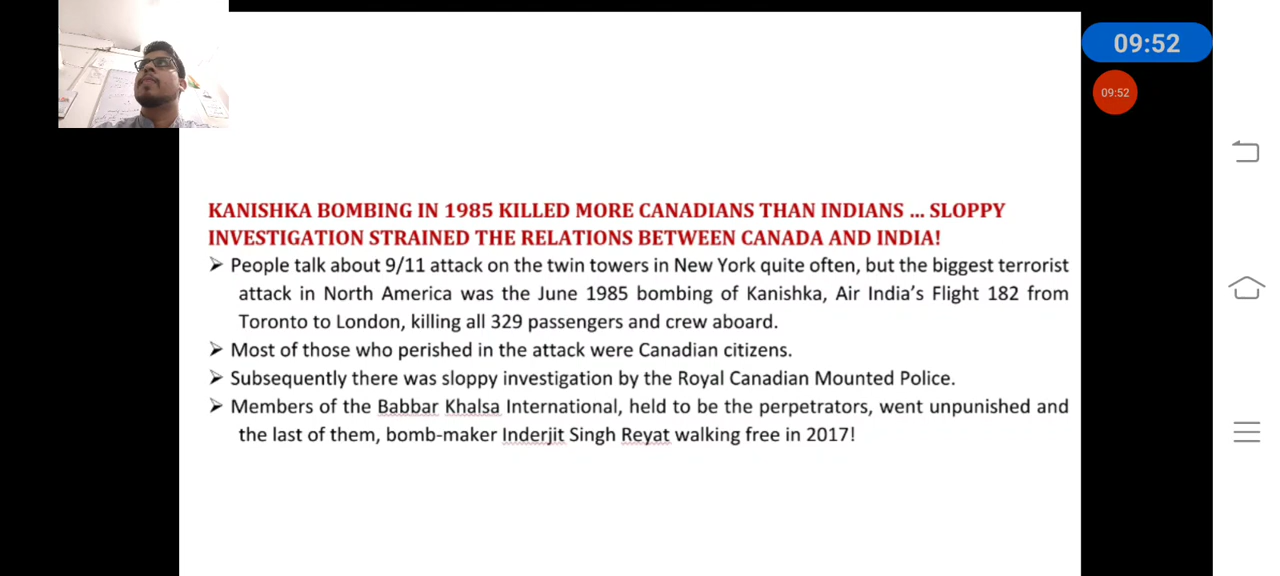 09:52
09:52
KANISHKA BOMBING IN 1985 KILLED MORE CANADIANS THAN INDIANS ... SLOPPY
INVESTIGATION STRAINED THE RELATIONS BETWEEN CANADA AND INDIA!
➢ People talk about 9/11 attack on the twin towers in New York quite often, but the biggest terrorist
attack in North America was the June 1985 bombing of Kanishka, Air India's Flight 182 from
Toronto to London, killing all 329 passengers and crew aboard.
➢ Most of those who perished in the attack were Canadian citizens.
➢ Subsequently there was sloppy investigation by the Royal Canadian Mounted Police.
➢ Members of the Babbar Khalsa International, held to be the perpetrators, went unpunished and
the last of them, bomb-maker Inderjit Singh Reyat walking free in 2017!